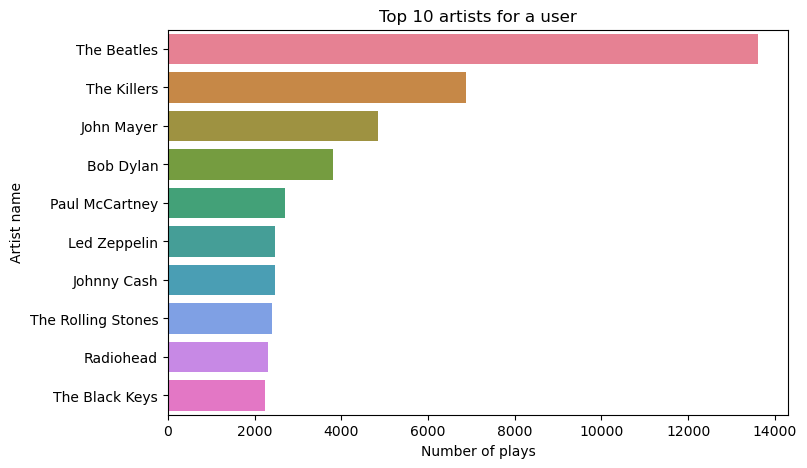 Top 10 artists for a user
Artist name
The Beatles
The Killers
John Mayer
Bob Dylan
Paul McCartney
Led Zeppelin
Johnny Cash
The Rolling Stones
Radiohead
The Black Keys
0 2000 4000 6000 8000 10000 12000 14000
Number of plays